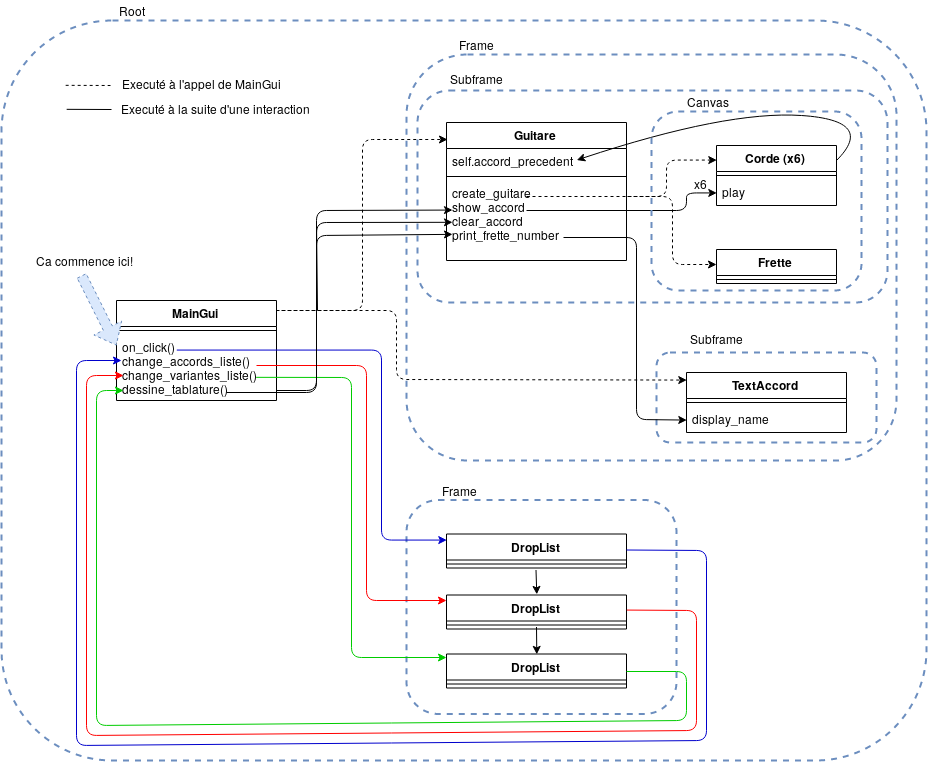 Root
Frame
Subframe
Executé à l'appel de MainGui
Executé à la suite d'une interaction
Canvas
Guitare
self.accord_precedent
create_guitare
show_accord
clear_accord
print_frette_number
Corde (x6)
x6
play
Frette
Ca commence ici!
MainGui
on_click()
change_accords_liste()
change_variantes_liste()
dessine_tablature()
Subframe
TextAccord
display_name
Frame
DropList
DropList
DropList